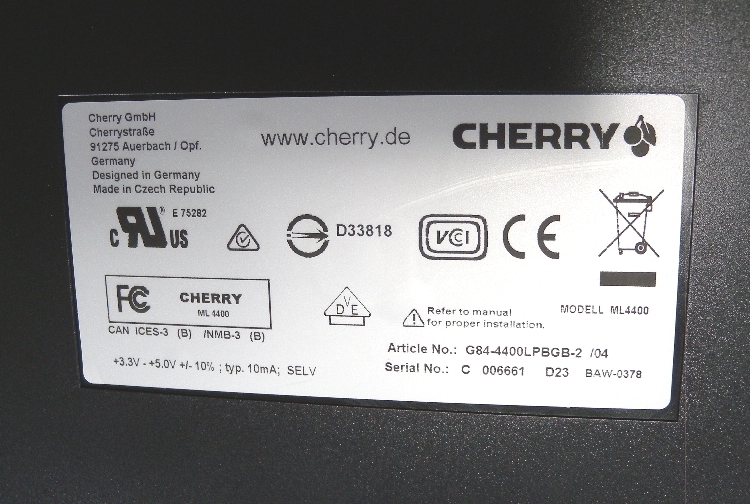 Cherry GmbH
Cherrystraße
91275 Auerbach / Opf.
Germany
Designed in Germany
Made in Czech Republic
www.cherry.de
CHERRY
C RU ® US
E 75282
D33818
VCI
CE
FC
CHERRY
ML 4400
CAN ICES-3 (B) /NMB-3 (B)
VDE
Refer to manual
for proper installation.
MODELL ML4400
+3.3V - +5.0V +/- 10% ; typ. 10mA; SELV
Article No.: G84-4400LPBGB-2 /04
Serial No.: C 006661 D23 BAW-0378